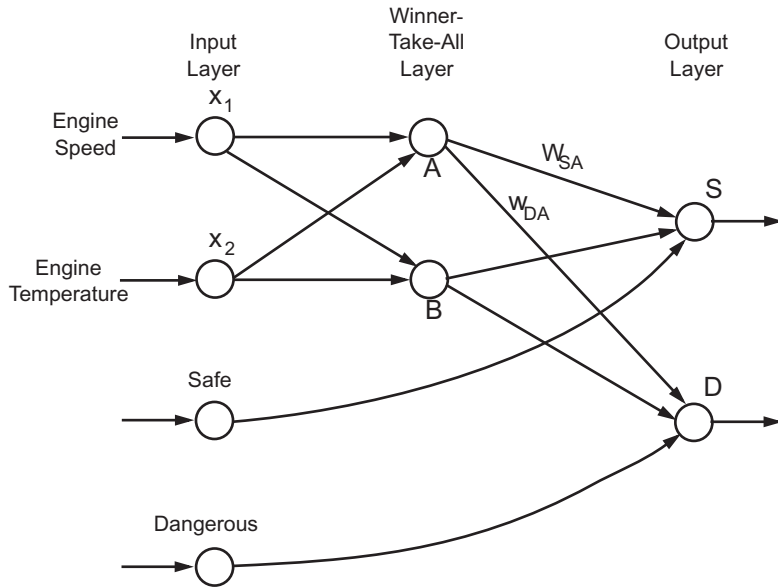 Winner-
Take-All
Layer
Input
Layer
Output
Layer
x1
Engine
Speed
A
WSA
S
wDA
x2
Engine
Temperature
B
Safe
D
Dangerous